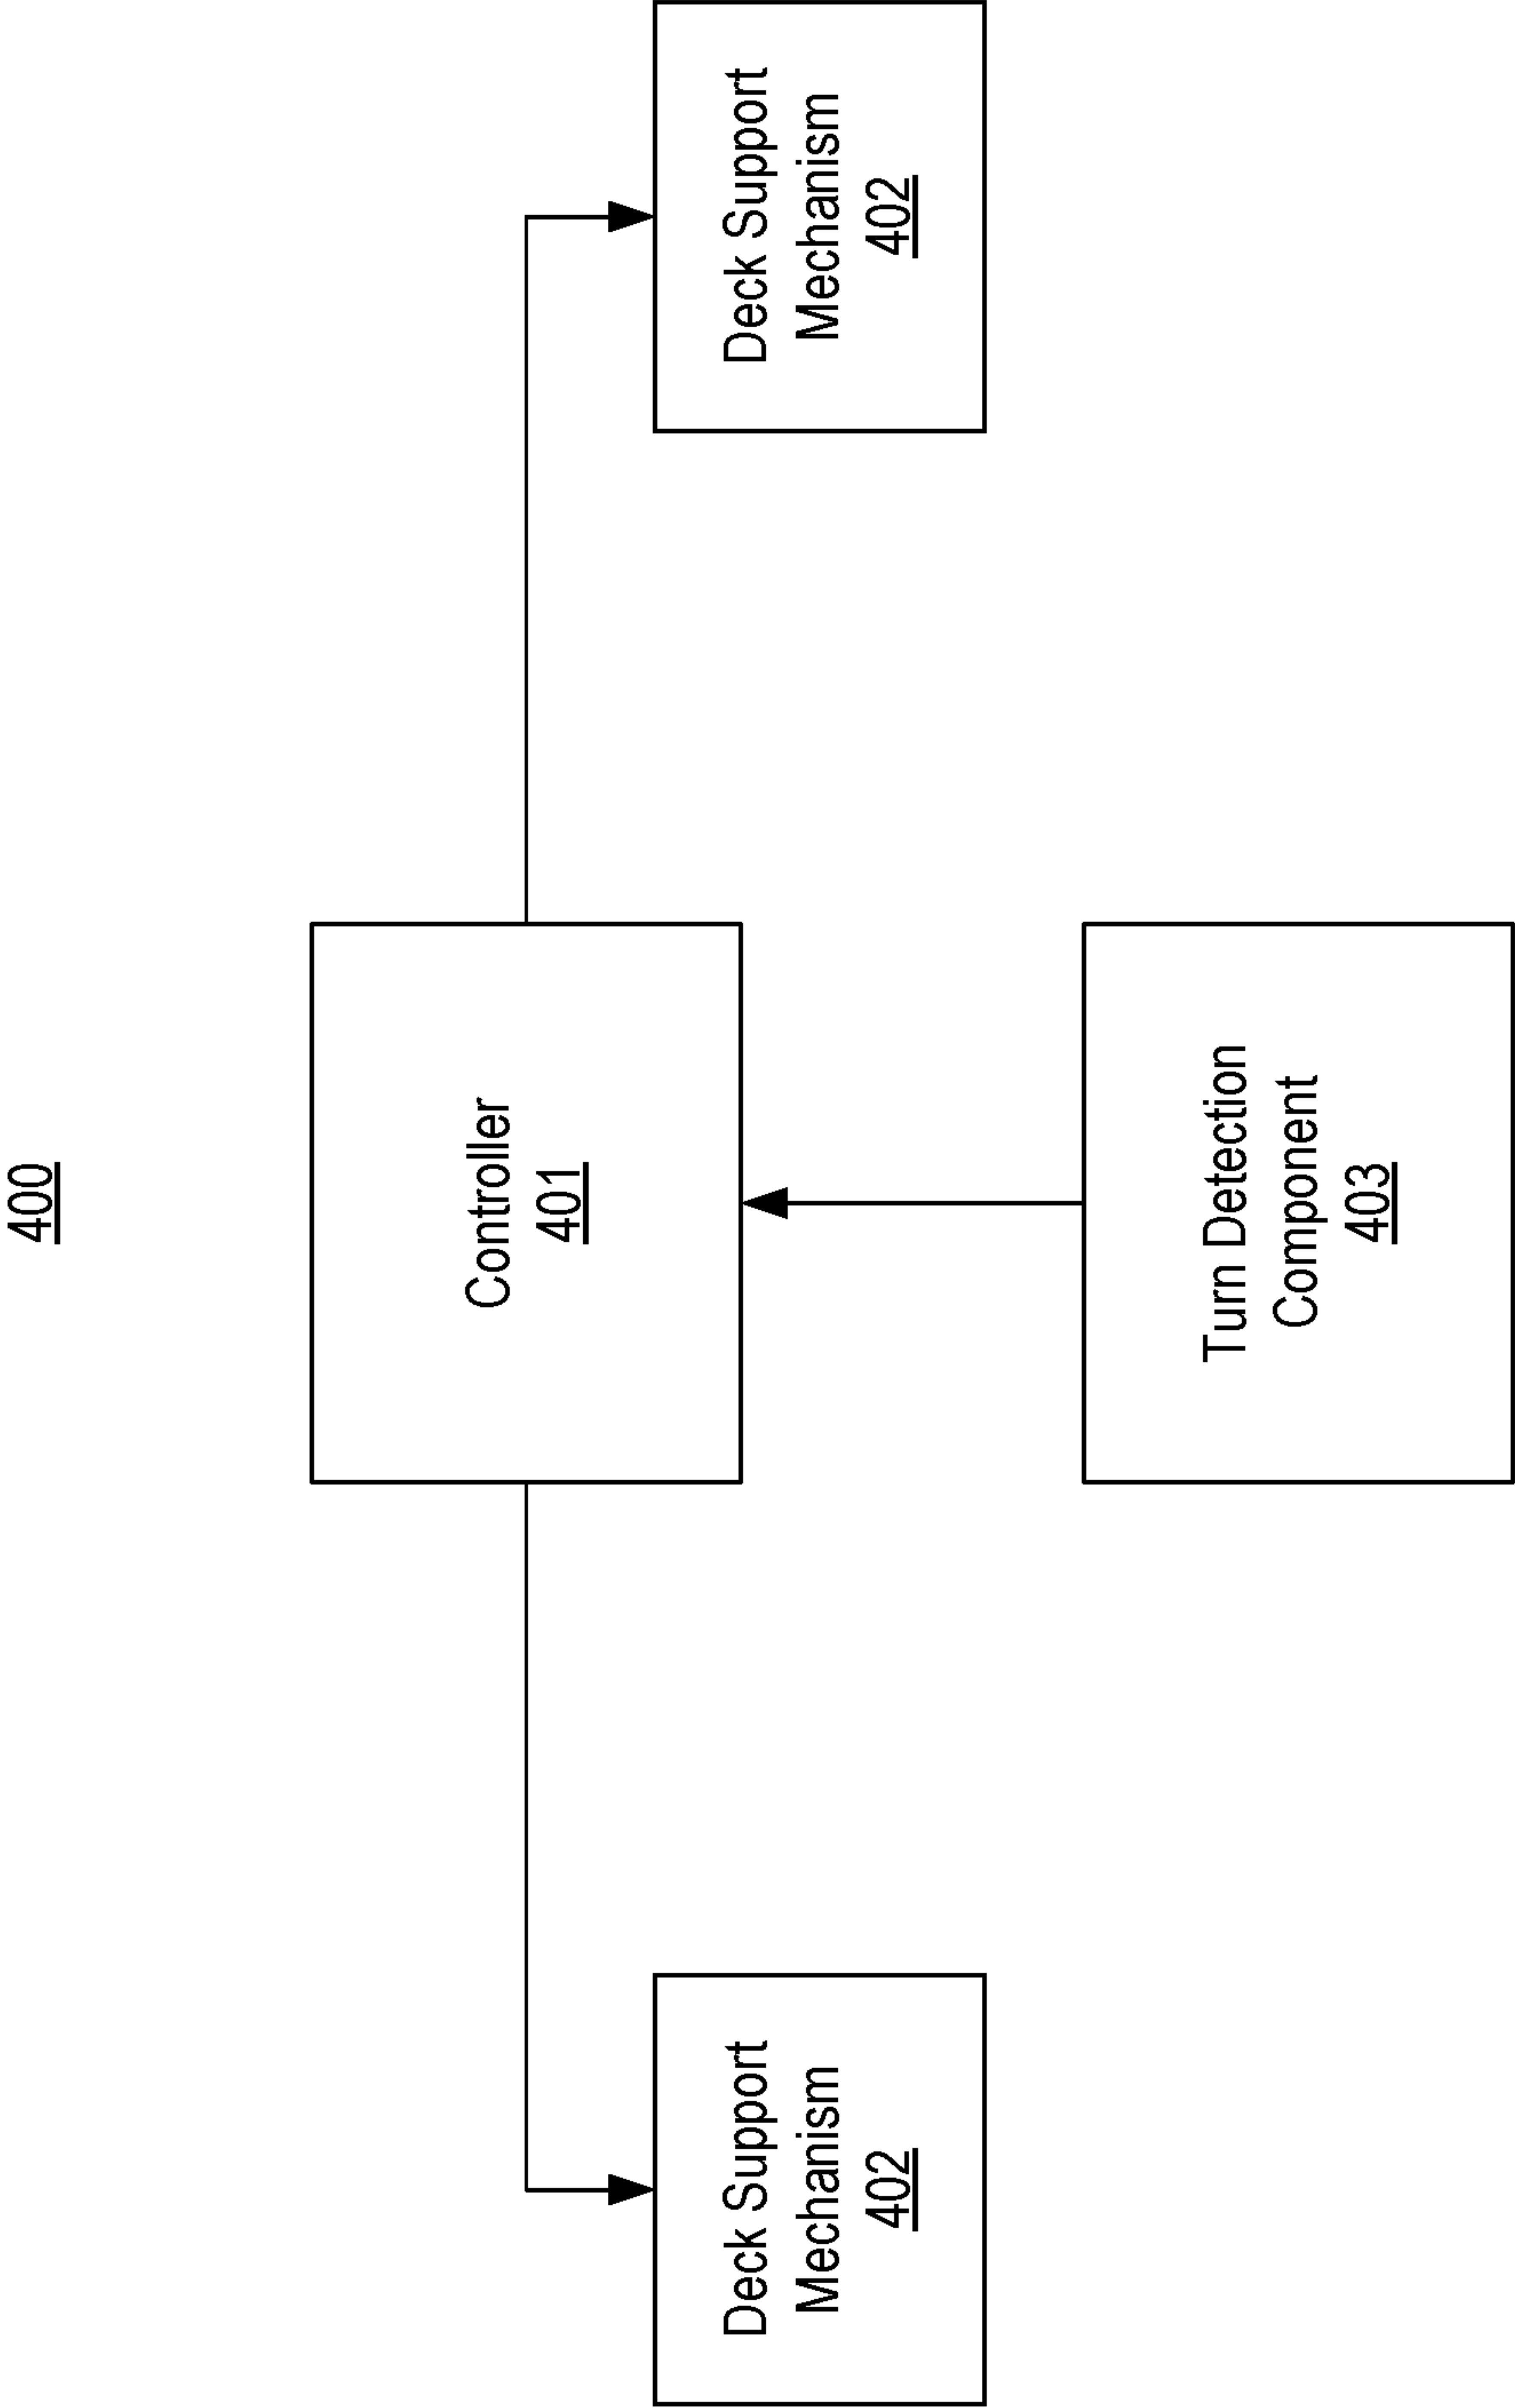 400
Controller
401
Deck Support
Mechanism
402
Deck Support
Mechanism
402
Turn Detection
Component
403